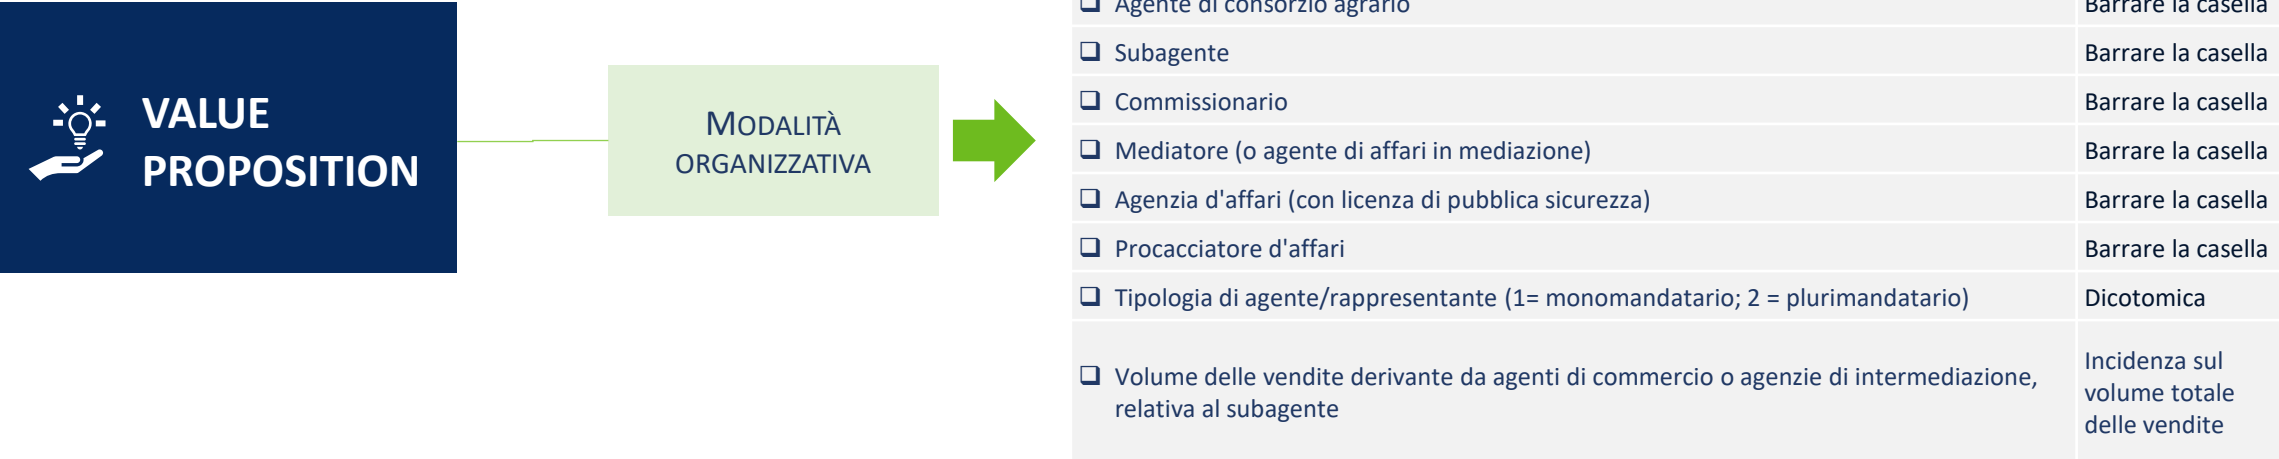 VALUE
PROPOSITION
MODALITÀ
ORGANIZZATIVA
Agente di consorzio agrario Barrare la casella
Subagente Barrare la casella
Commissionario Barrare la casella
Mediatore (o agente di affari in mediazione) Barrare la casella
Agenzia d'affari (con licenza di pubblica sicurezza) Barrare la casella
Procacciatore d'affari Barrare la casella
Tipologia di agente/rappresentante (1= monomandatario; 2 = plurimandatario) Dicotomica
Volume delle vendite derivante da agenti di commercio o agenzie di intermediazione,
relativa al subagente
Incidenza sul
volume totale
delle vendite